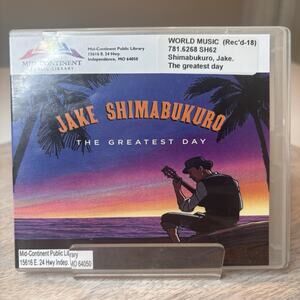 MID-CONTINENT
PUBLIC LIBRARY
Mid-Continent Public Library
15616 E. 24 Hwy.
Independence, MO 64050
WORLD MUSIC (Rec'd-18)
781.6268 SH62
Shimabukuro, Jake.
The greatest day
JAKE SHIMABUKURO
THE GREATEST DAY
Mid-Continent Public Library
15616 E. 24 Hwy Indep. MO 64050